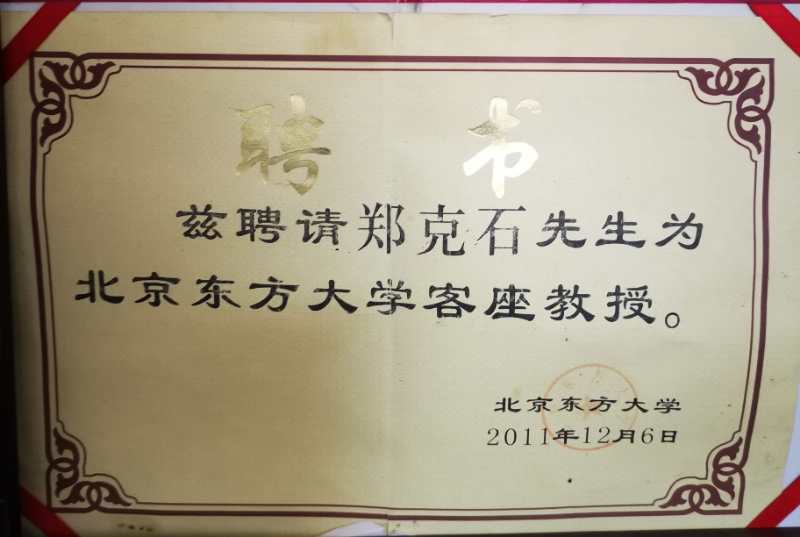 聘书
兹聘请郑克石先生为
北京东方大学客座教授。
北京东方大学
2011年12月6日